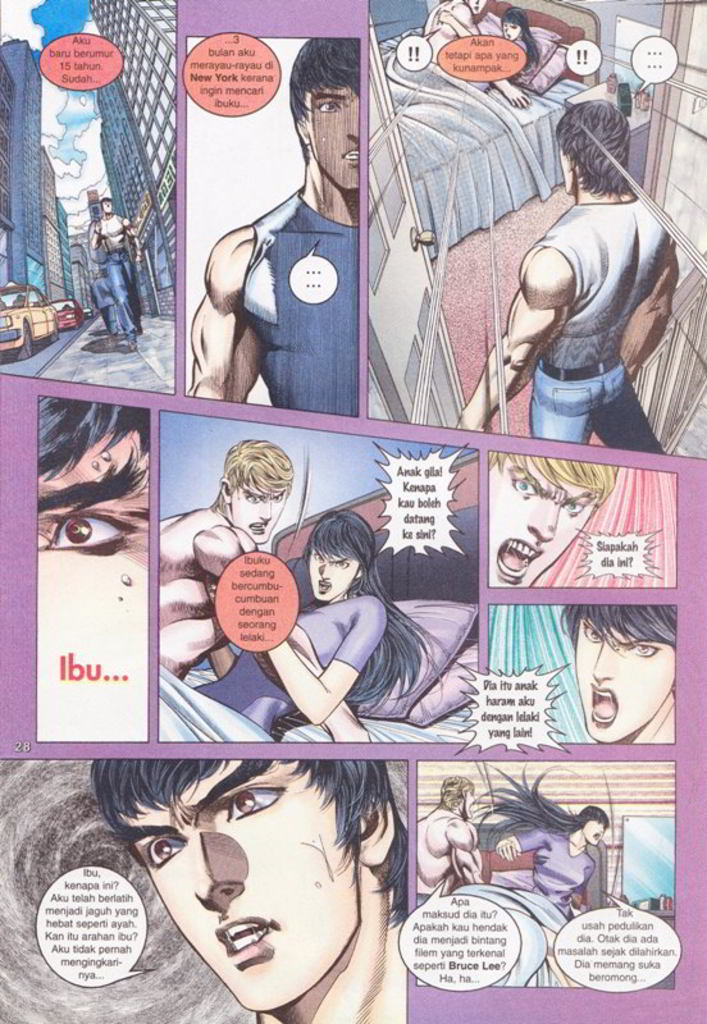 Aku
baru berumur
15 tahun.
Sudah...
...3
bulan aku
merayau-rayau di
New York kerana
ingin mencari
ibuku...
...
...
!!
Akan
tetapi apa yang
kunampak...
!!
...
...
Ibu...
Ibu
sedang
bercumbu-
cumbuan
dengan
seorang
lelaki...
Anak gila!
Kenapa
kau boleh
datang
ke sini?
Siapakah
dia ini?
Dia itu anak
haram aku
dengan lelaki
yang lain!
28
Ibu,
kenapa ini?
Aku telah berlatih
menjadi jaguh yang
hebat seperti ayah.
Kan itu arahan ibu?
Aku tidak pernah
mengingkari-
nya...
Apa
maksud dia itu?
Apakah kau hendak
dia menjadi bintang
filem yang terkenal
seperti Bruce Lee?
Ha, ha...
Tak
usah pedulikan
dia. Otak dia ada
masalah sejak dilahirkan.
Dia memang suka
beromong...